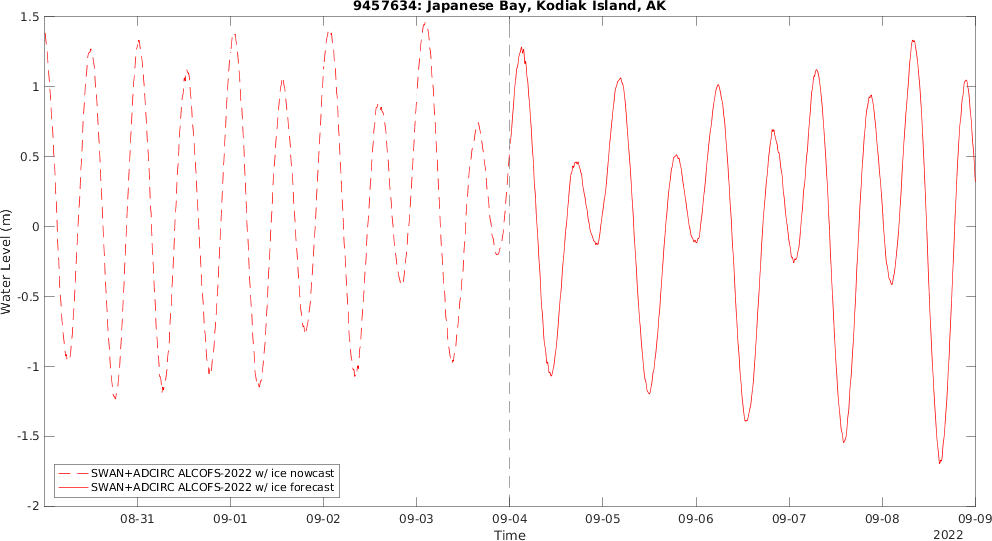 9457634: Japanese Bay, Kodiak Island, AK
1.5
1
0.5
0
-0.5
-1
-1.5
-2
Water Level (m)
SWAN+ADCIRC ALCOFS-2022 w/ ice nowcast
SWAN+ADCIRC ALCOFS-2022 w/ ice forecast
08-31 09-01 09-02 09-03 09-04 09-05 09-06 09-07 09-08 09-09
Time
2022